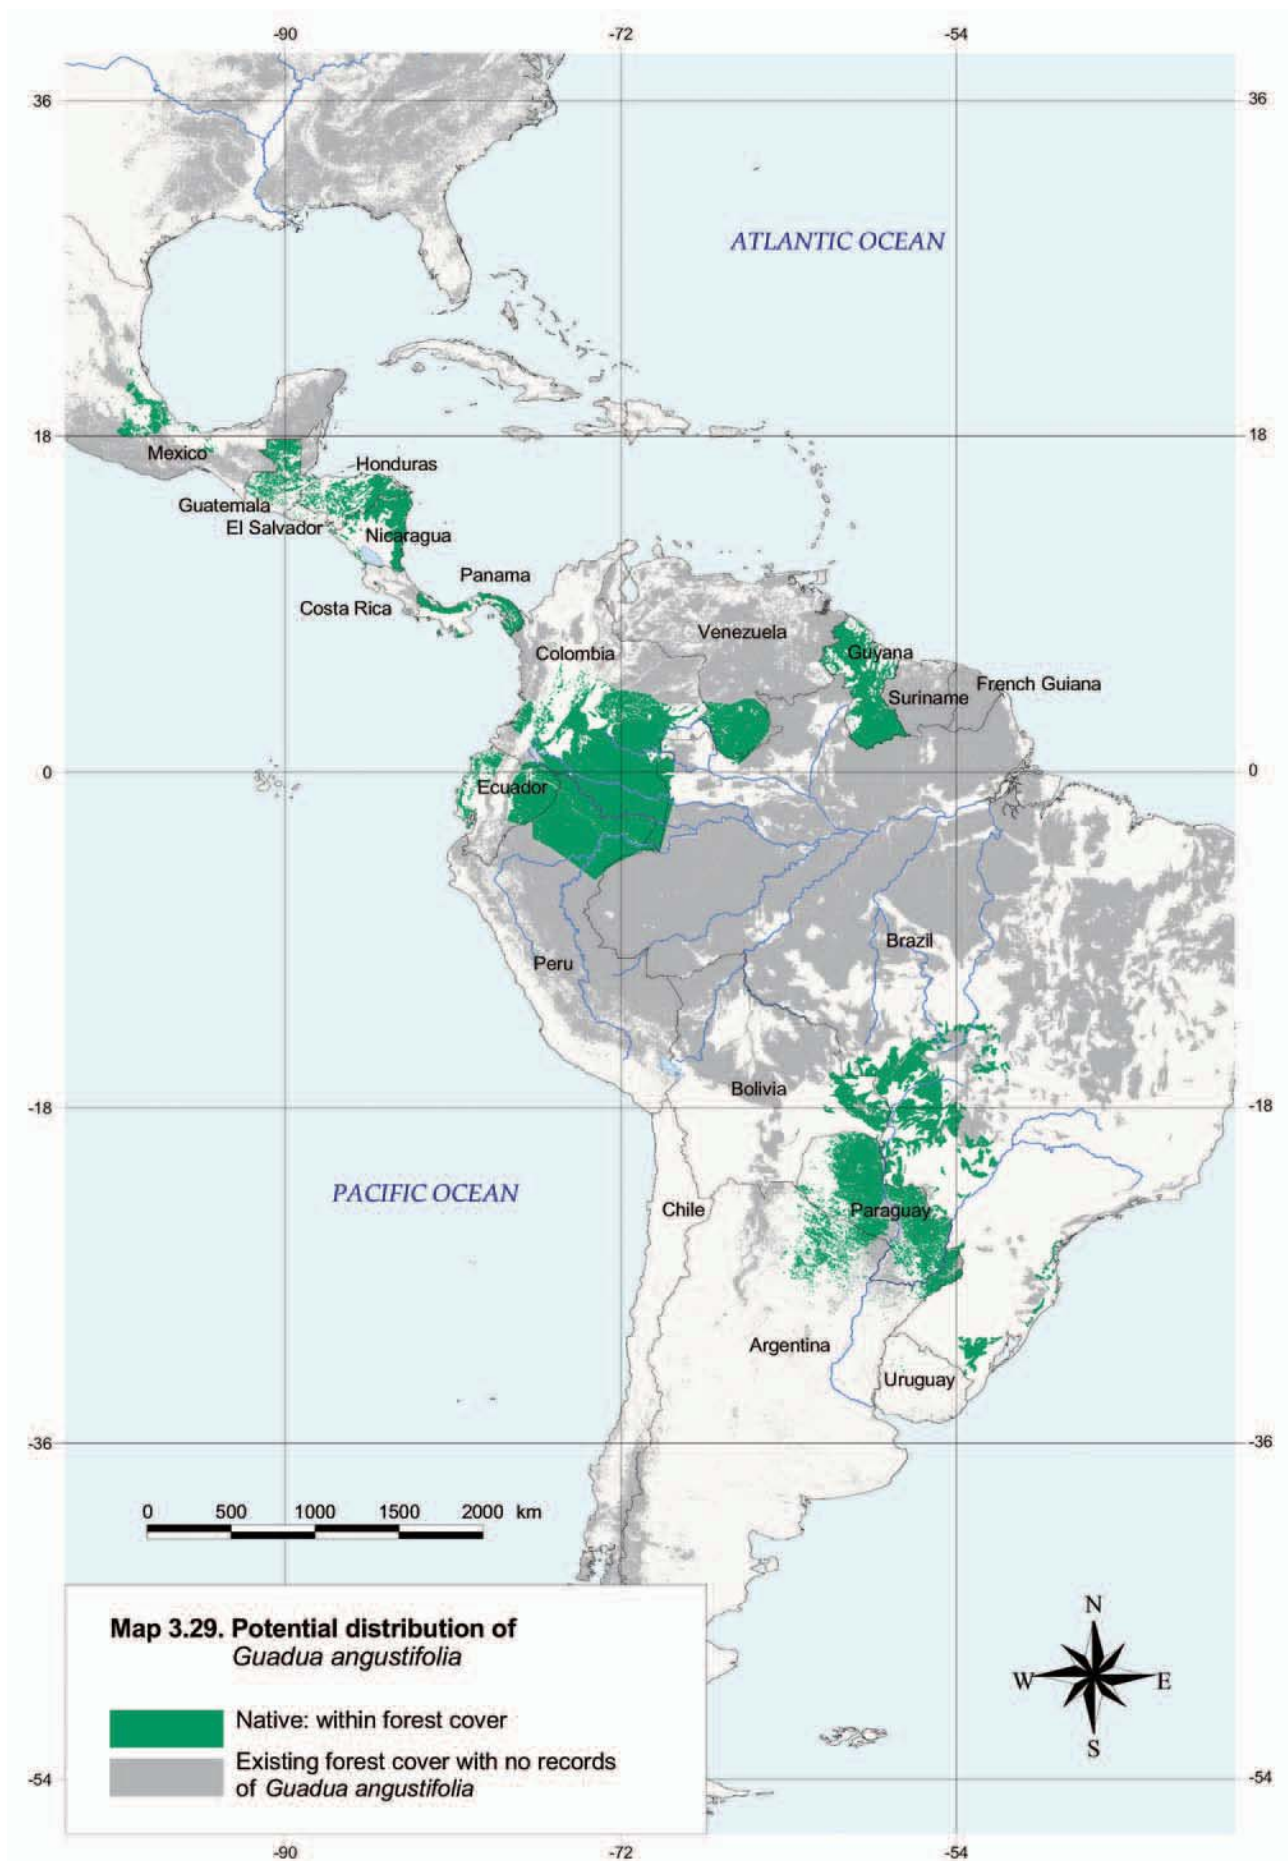 -90 -72 -54
36 36
ATLANTIC OCEAN
18 18
Mexico
Honduras
Guatemala
El Salvador
Nicaragua
Panama
Costa Rica
Venezuela
Colombia
Guyana
French Guiana
Suriname
0 0
Ecuador
Brazil
Peru
Bolivia
-18 -18
PACIFIC OCEAN
Chile
Paraguay
Argentina
Uruguay
-36 -36
0 500 1000 1500 2000 km
Map 3.29. Potential distribution of
Guadua angustifolia
Native: within forest cover
Existing forest cover with no records
of Guadua angustifolia
N
W E
S
-54 -54
-90 -72 -54